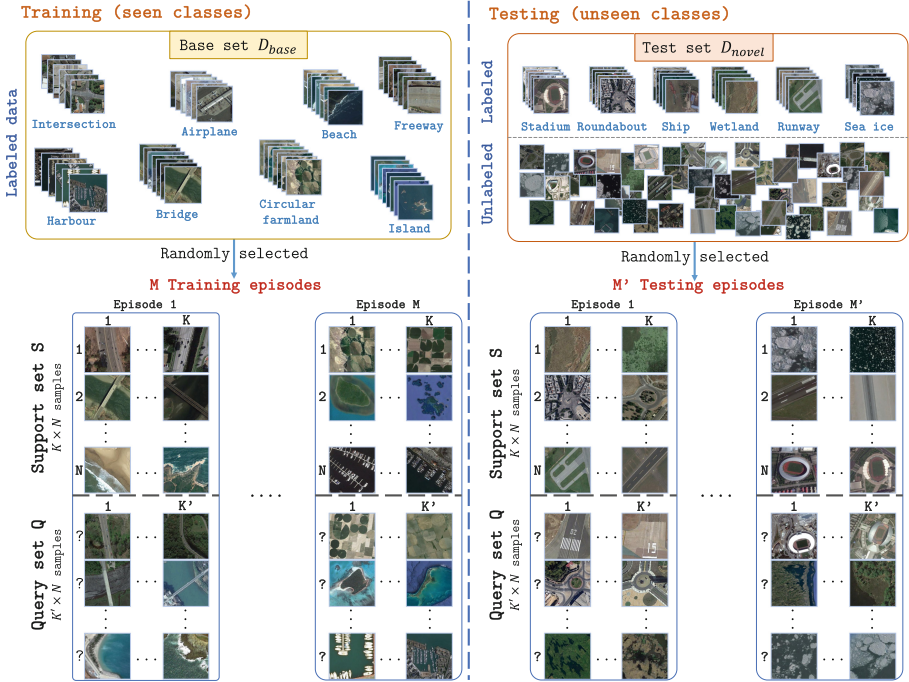 Training (seen classes)
Base set D_base
Labeled data
Intersection
Airplane
Beach
Freeway
Harbour
Bridge
Circular
farmland
Island
Randomly selected
M Training episodes
Episode 1
Episode M
Support set S
K × N samples
1 K
1 ...
2 ...
N ...
1 K
1 ...
2 ...
N ...
....
Query set Q
K' × N samples
1 K'
? ...
? ...
? ...
1 K'
? ...
? ...
? ...
Testing (unseen classes)
Test set D_novel
Labeled
Stadium Roundabout Ship Wetland Runway Sea ice
Unlabeled
Randomly selected
M' Testing episodes
Episode 1
Episode M'
Support set S
K × N samples
1 K
1 ...
2 ...
N ...
1 K
1 ...
2 ...
N ...
....
Query set Q
K' × N samples
1 K'
? ...
? ...
? ...
1 K'
? ...
? ...
? ...